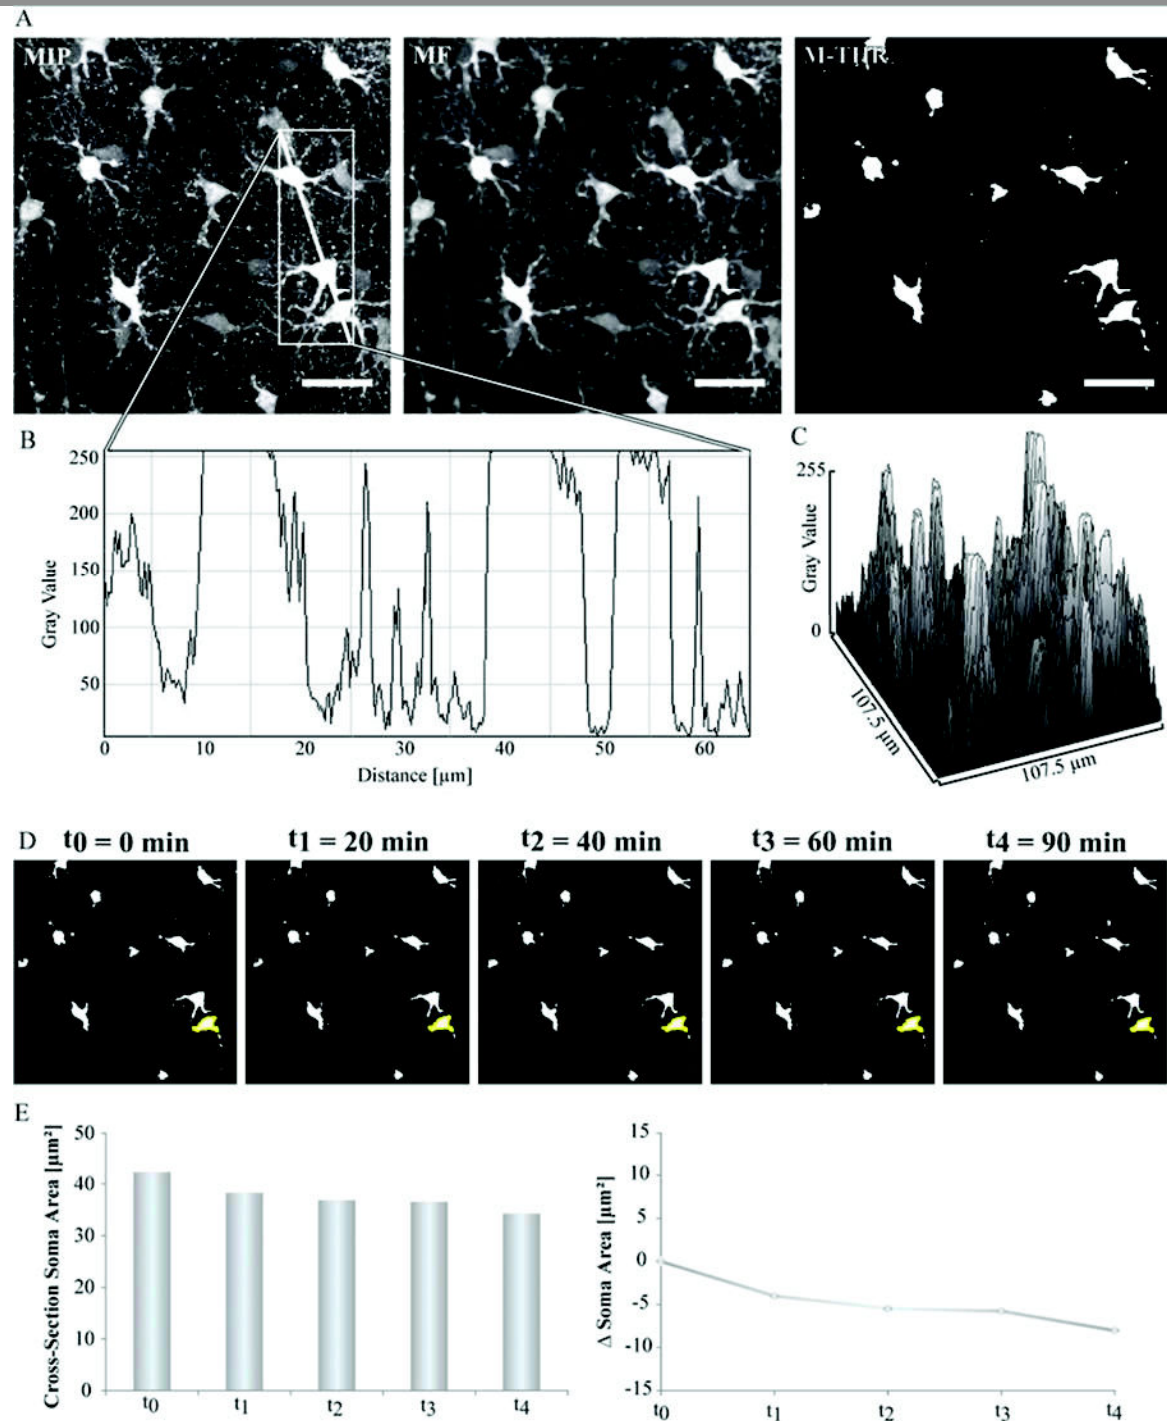 A
MIP
MF
M-THR
B
C
250
200
150
100
50
Gray Value
0
10
20
30
40
50
60
Distance [µm]
255
Gray Value
0
107.5 µm
107.5 µm
D
t0 = 0 min
t1 = 20 min
t2 = 40 min
t3 = 60 min
t4 = 90 min
E
50
40
30
20
10
0
Cross-Section Soma Area [µm²]
t0
t1
t2
t3
t4
15
10
5
0
-5
-10
-15
Δ Soma Area [µm²]
t0
t1
t2
t3
t4